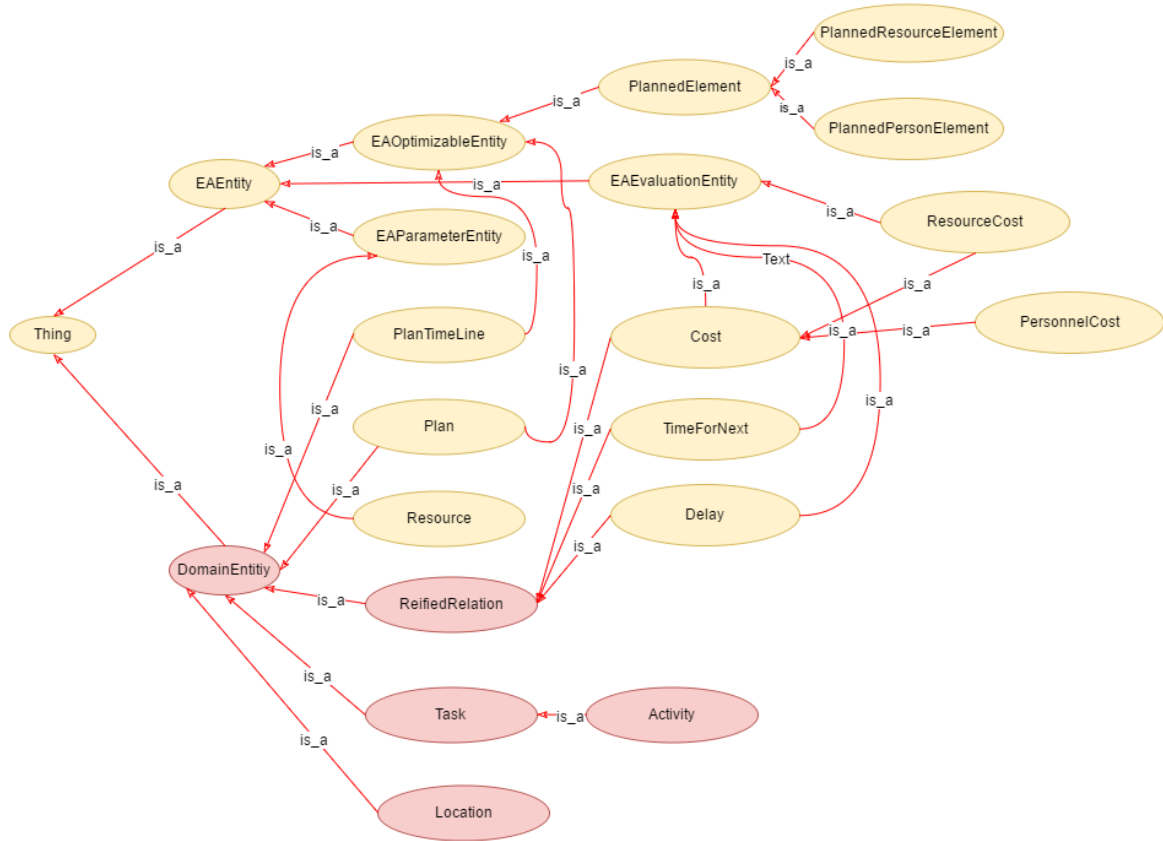 PlannedResourceElement
is_a
PlannedElement
is_a
is_a
PlannedPersonElement
EAOptimizableEntity
is_a
EAEntity
is_a
EAEvaluationEntity
is_a
ResourceCost
is_a
EAParameterEntity
is_a
is_a
Text
is_a
is_a
Thing
PlanTimeLine
Cost
is_a
is_a
PersonnelCost
is_a
is_a
is_a
Plan
is_a
TimeForNext
is_a
is_a
is_a
is_a
is_a
Resource
Delay
is_a
DomainEntitiy
is_a
ReifiedRelation
is_a
Task
is_a
Activity
is_a
Location